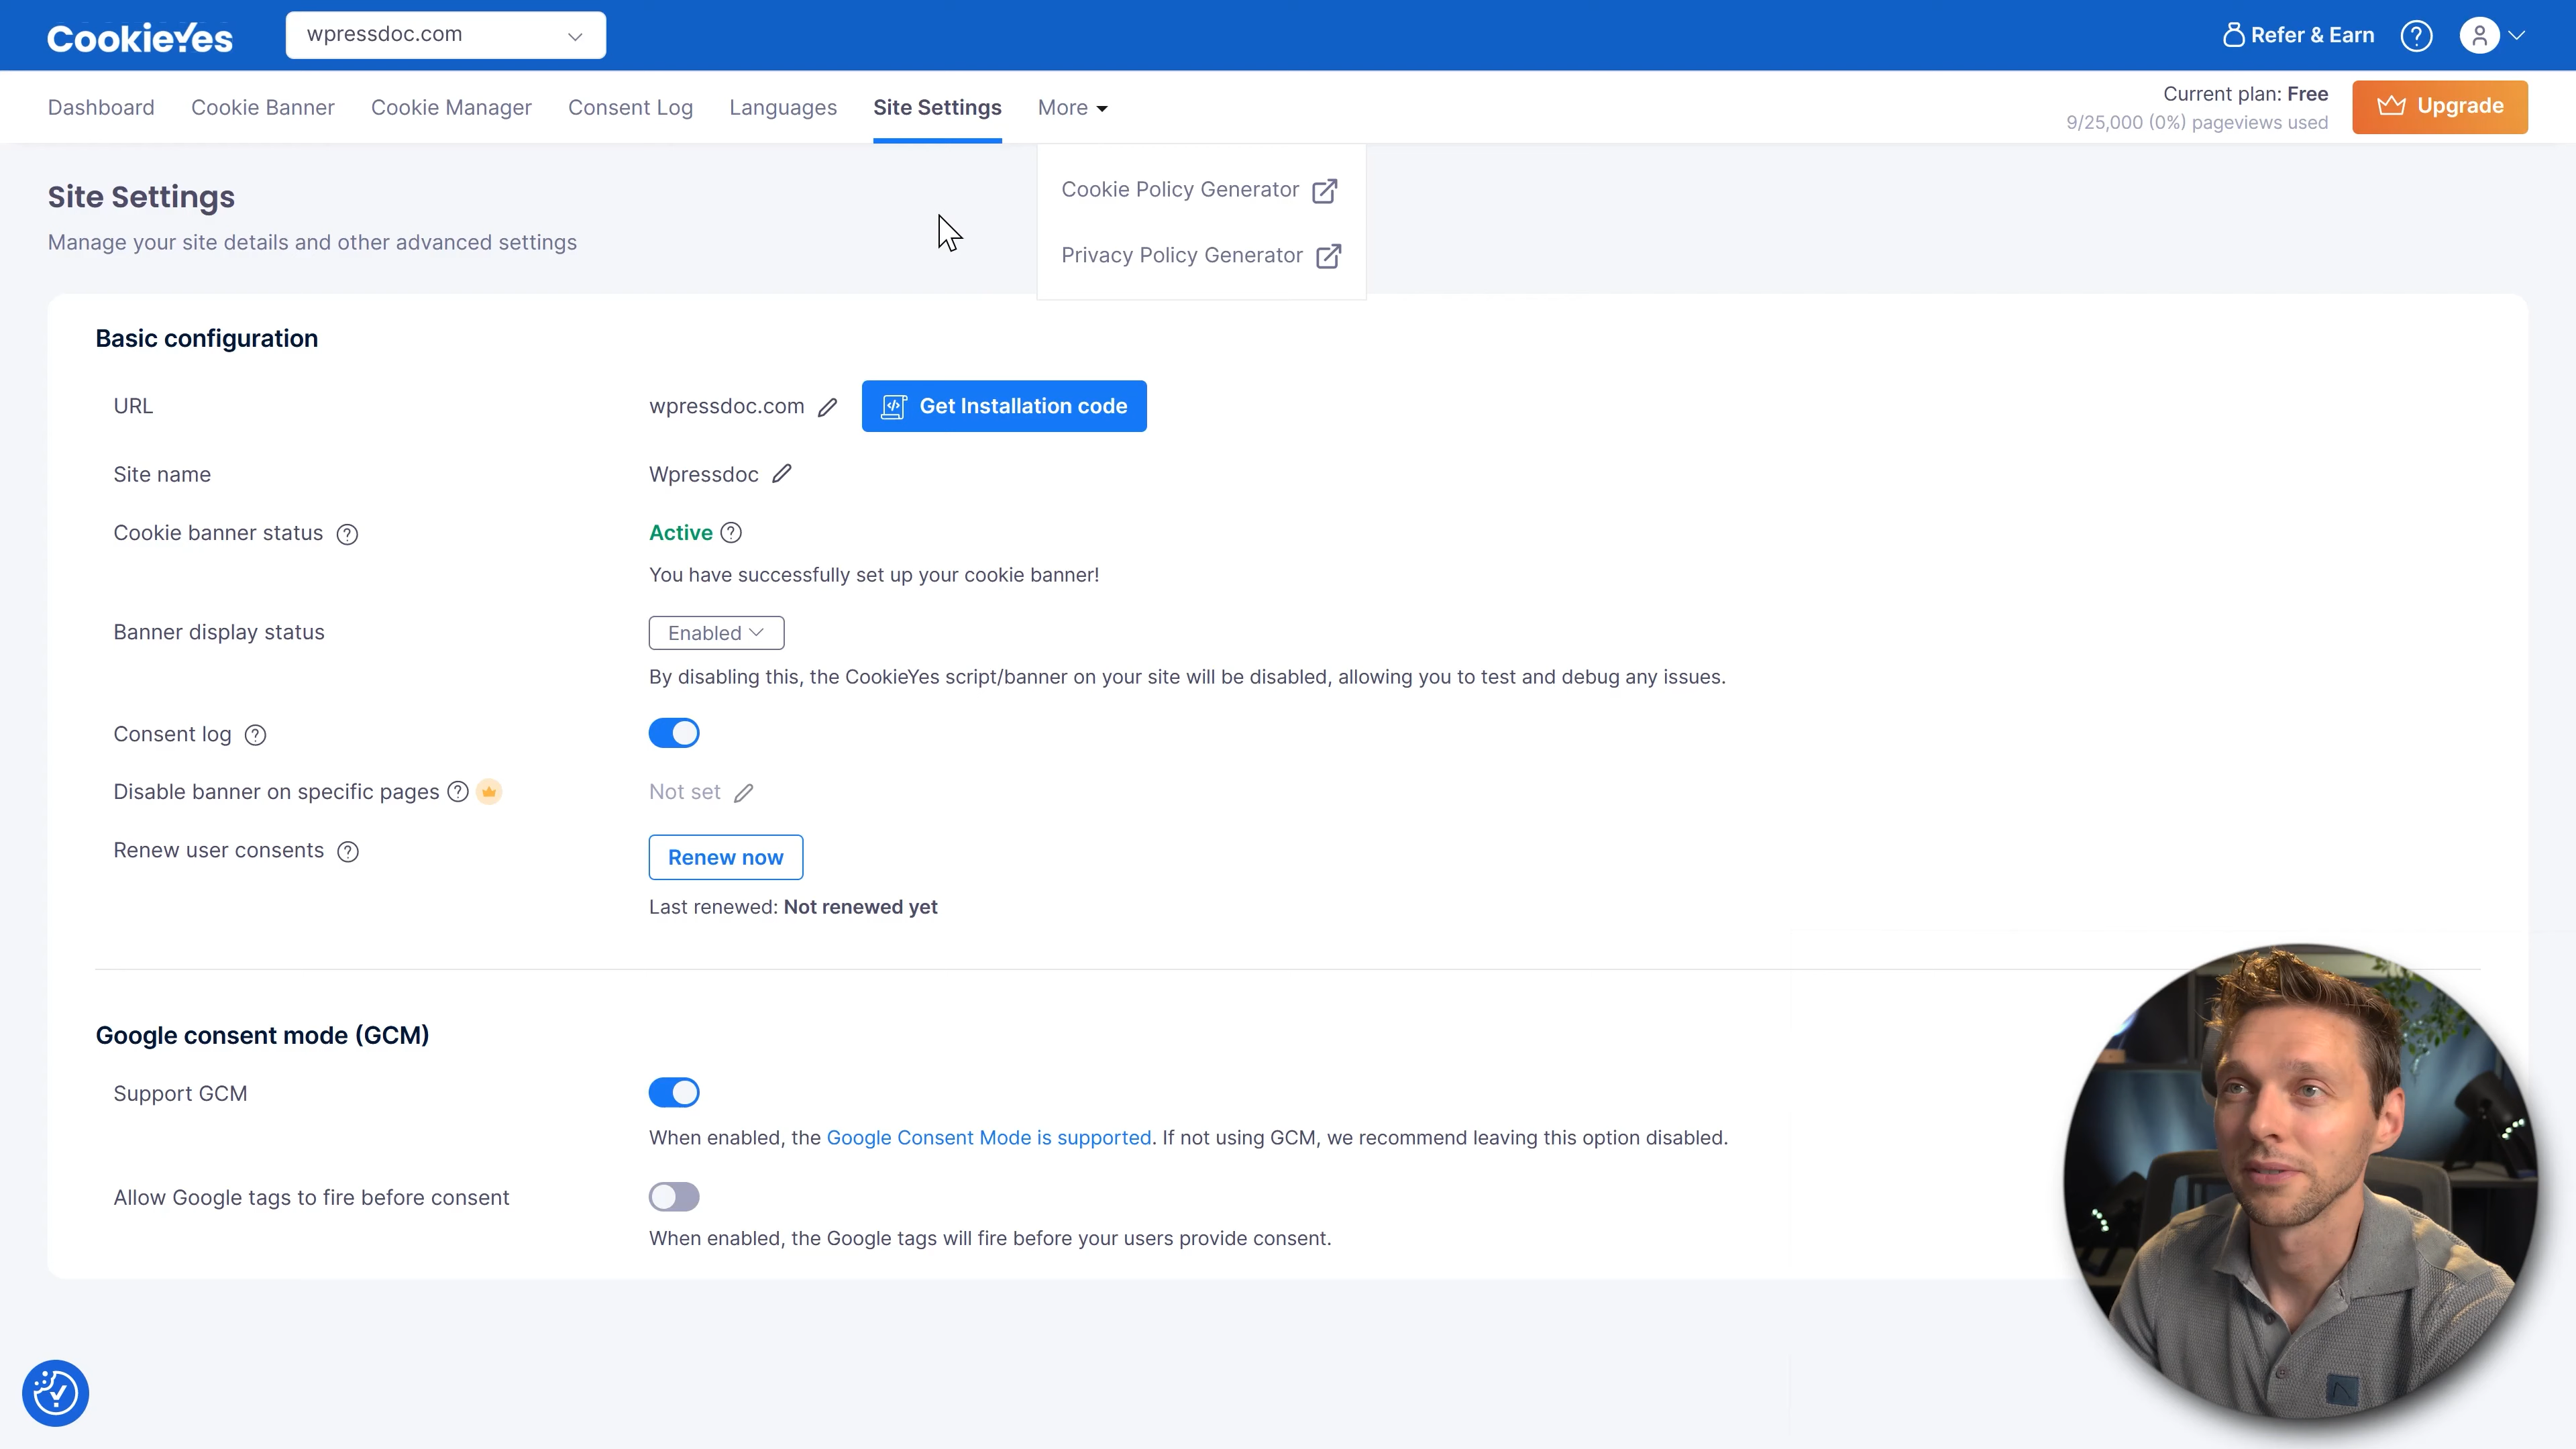 CookieYes
wpressdoc.com
Refer & Earn
Dashboard
Cookie Banner
Cookie Manager
Consent Log
Languages
Site Settings
More
Current plan: Free
9/25,000 (0%) pageviews used
Upgrade
Cookie Policy Generator
Privacy Policy Generator
Site Settings
Manage your site details and other advanced settings
Basic configuration
URL
wpressdoc.com
Get Installation code
Site name
Wpressdoc
Cookie banner status
Active
You have successfully set up your cookie banner!
Banner display status
Enabled
By disabling this, the CookieYes script/banner on your site will be disabled, allowing you to test and debug any issues.
Consent log
Disable banner on specific pages
Not set
Renew user consents
Renew now
Last renewed: Not renewed yet
Google consent mode (GCM)
Support GCM
When enabled, the Google Consent Mode is supported. If not using GCM, we recommend leaving this option disabled.
Allow Google tags to fire before consent
When enabled, the Google tags will fire before your users provide consent.